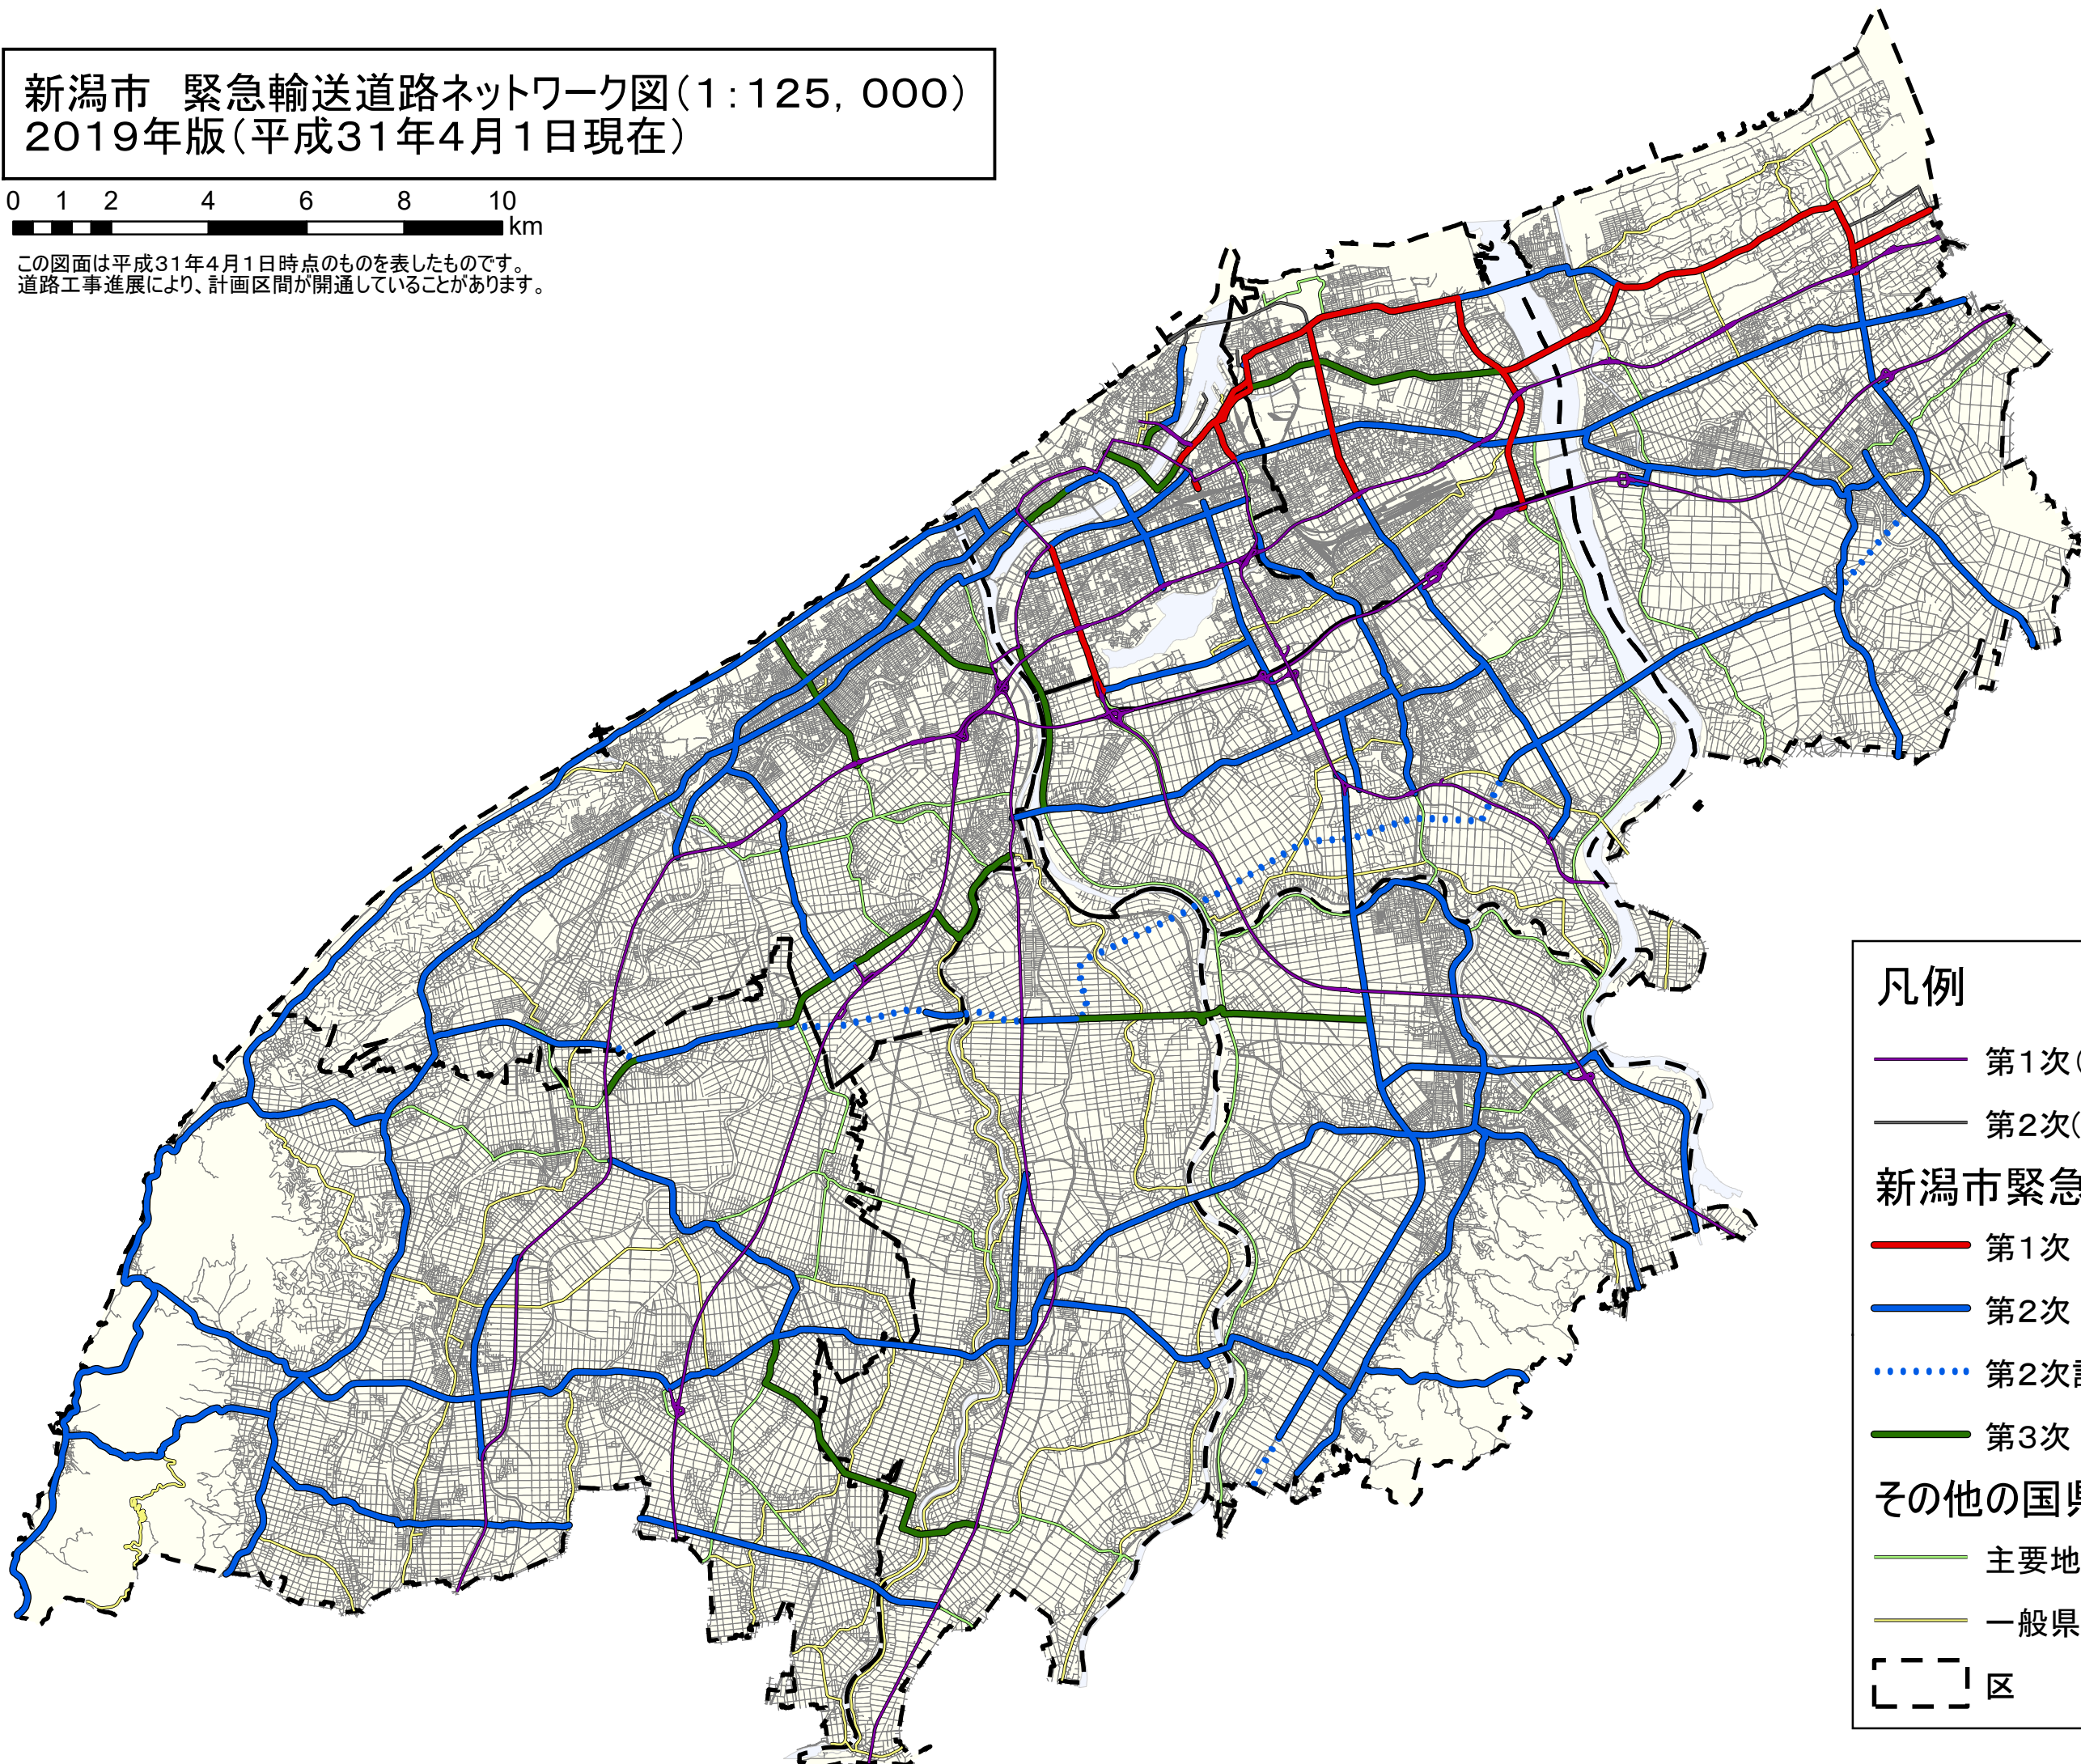 新潟市　緊急輸送道路ネットワーク図（１：１２５，０００）
２０１９年版（平成３１年４月１日現在）
0 1 2 4 6 8 10
km
この図面は平成３１年４月１日時点のものを表したものです。
道路工事進展により、計画区間が開通していることがあります。
凡例
第１次（
第２次（
新潟市緊急
第１次
第２次
第２次
第３次
その他の国県
主要地
一般県
区